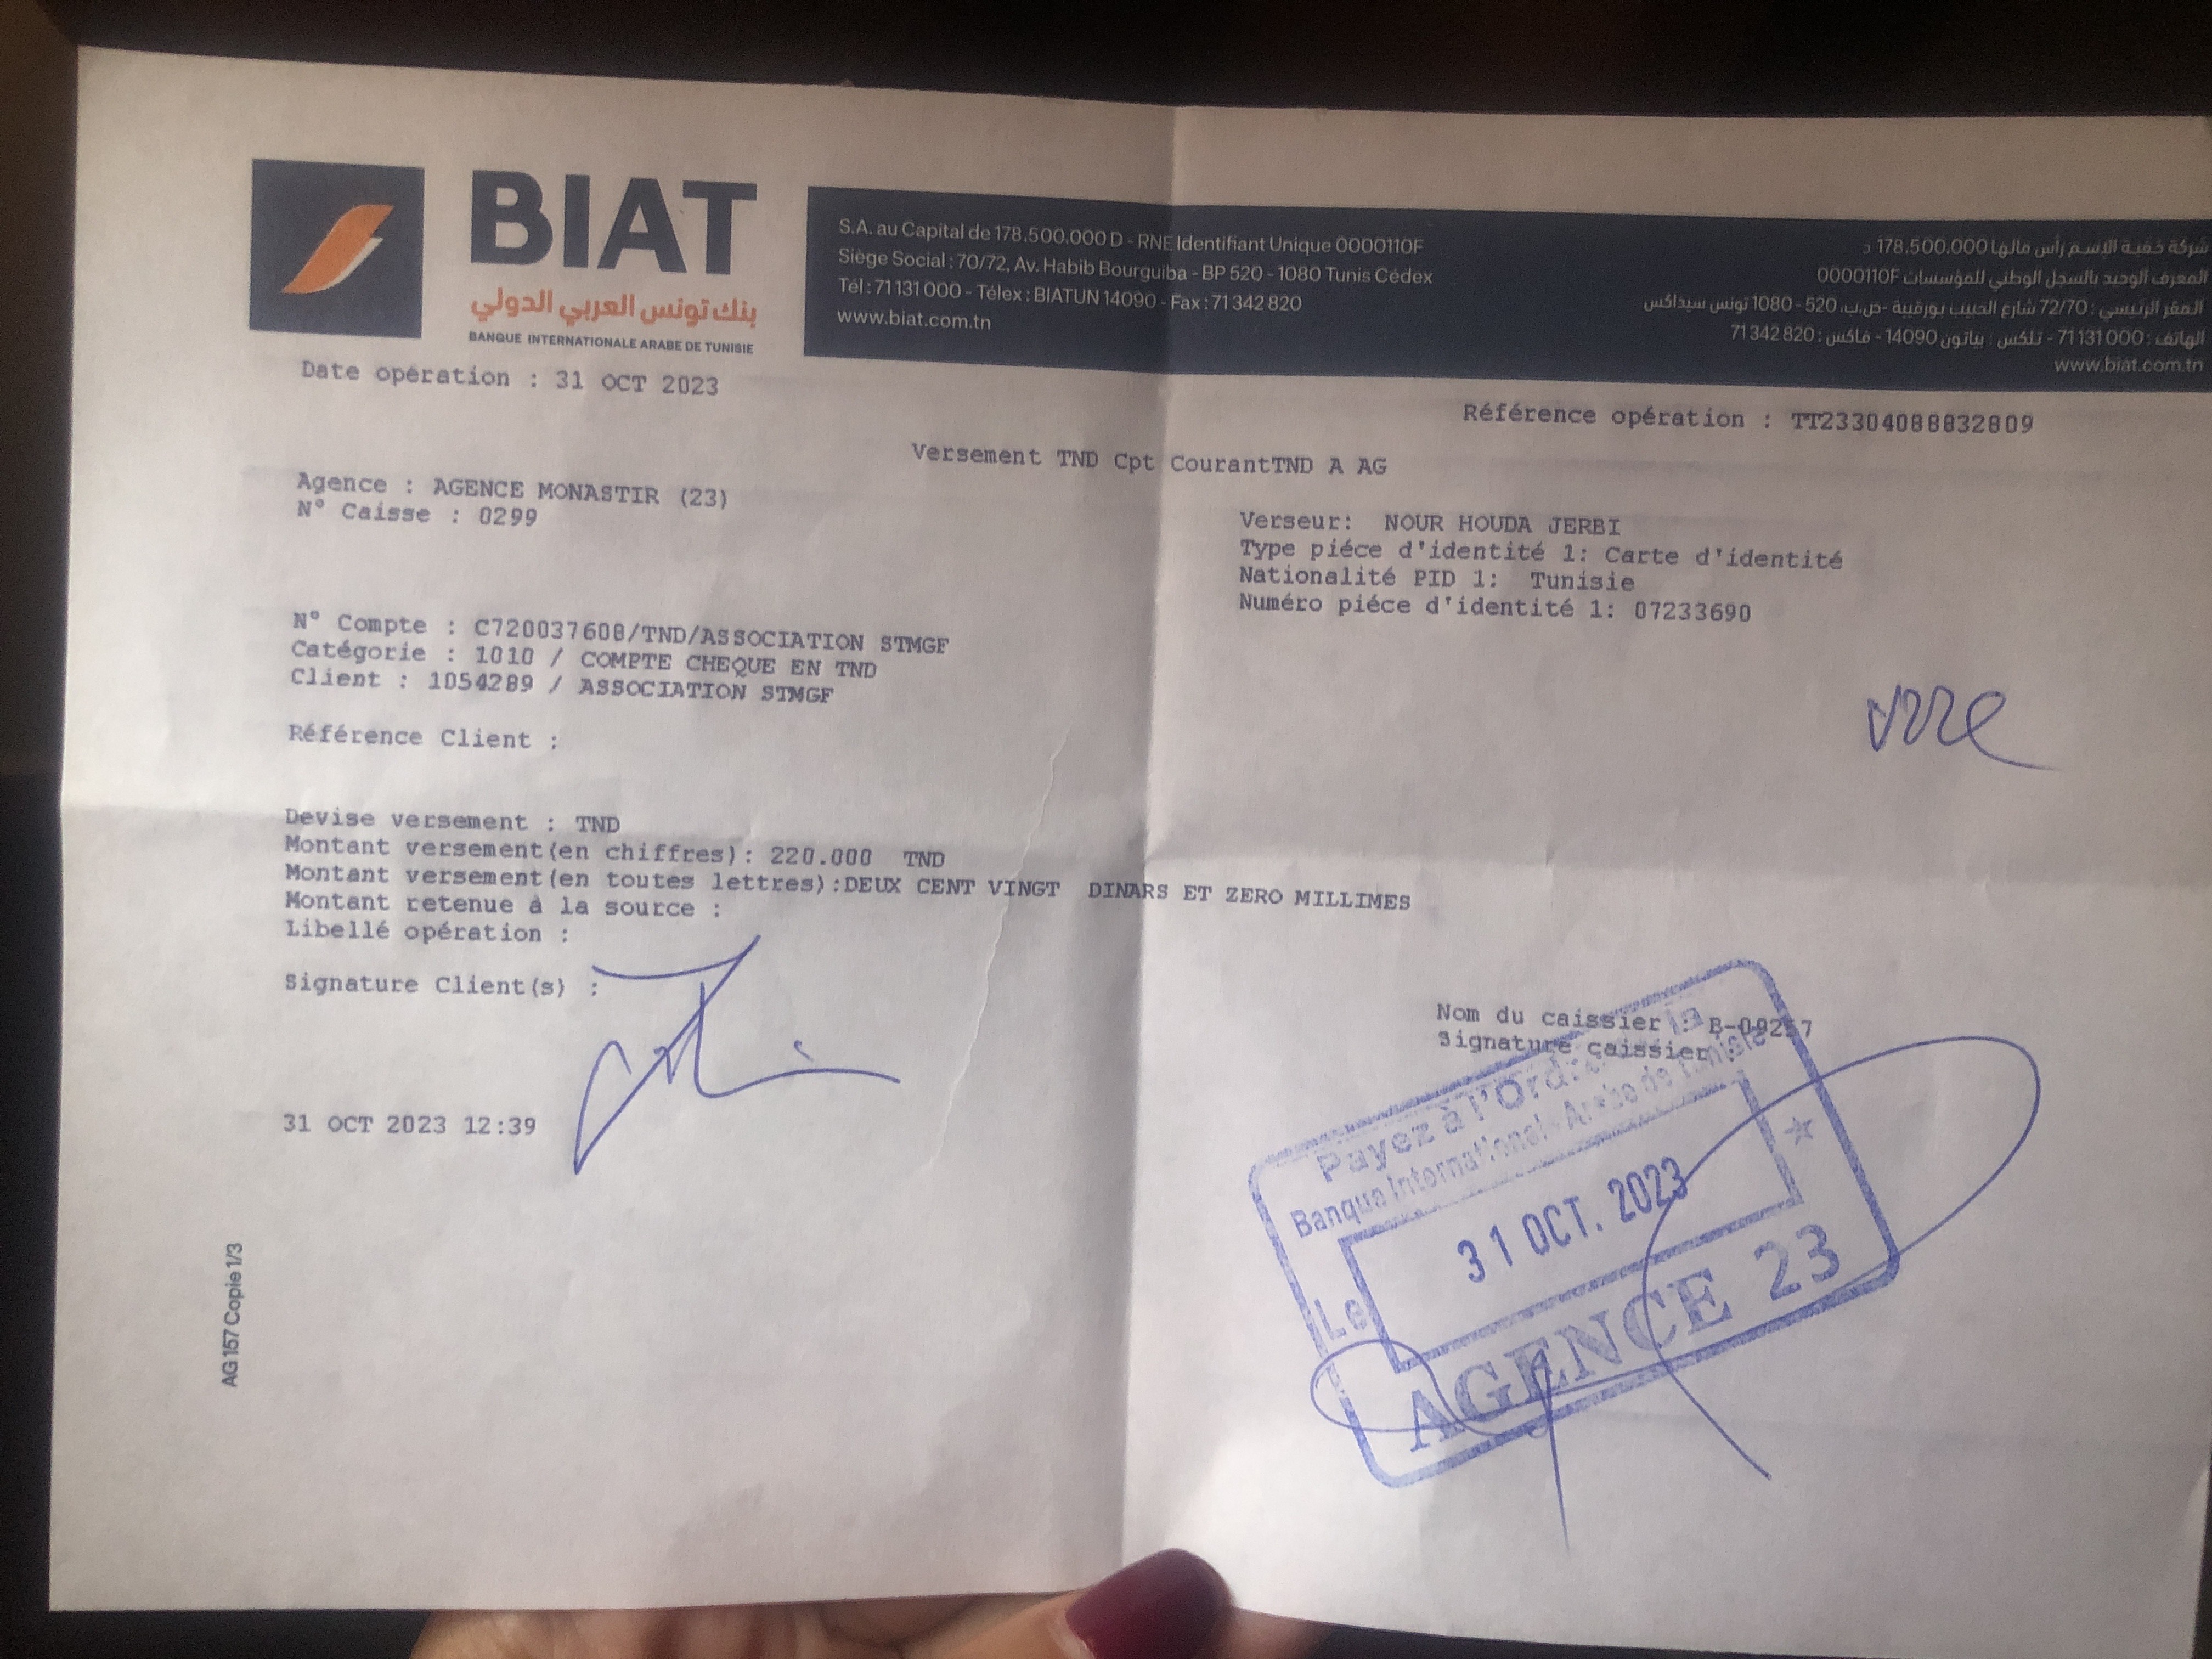 BIAT
بنك تونس العربي الدولي
BANQUE INTERNATIONALE ARABE DE TUNISIE
S.A. au Capital de 178.500.000 D - RNE Identifiant Unique 0000110F
Siège Social : 70/72, Av. Habib Bourguiba - BP 520 - 1080 Tunis Cédex
Tél : 71 131 000 - Télex : BIATUN 14090 - Fax : 71 342 820
www.biat.com.tn
شركة خفية الإسم رأس مالها 178.500.000 د
المعرف الوحيد بالسجل الوطني للمؤسسات 0000110F
المقر الرئيسي : 72/70 شارع الحبيب بورقيبة -ص.ب. 520 - 1080 تونس سيداكس
الهاتف : 71 131 000 - تلكس : بياتون 14090 - فاكس : 71 342 820
www.biat.com.tn
Date opération : 31 OCT 2023
Référence opération : TT23304088832809
Versement TND Cpt CourantTND A AG
Agence : AGENCE MONASTIR (23)
N° Caisse : 0299
Verseur: NOUR HOUDA JERBI
Type piéce d'identité 1: Carte d'identité
Nationalité PID 1: Tunisie
Numéro piéce d'identité 1: 07233690
N° Compte : C720037608/TND/ASSOCIATION STMGF
Catégorie : 1010 / COMPTE CHEQUE EN TND
Client : 1054289 / ASSOCIATION STMGF
Référence Client :
Devise versement : TND
Montant versement(en chiffres): 220.000 TND
Montant versement(en toutes lettres):DEUX CENT VINGT DINARS ET ZERO MILLIMES
Montant retenue à la source :
Libellé opération :
Signature Client(s) :
Nom du caissier : B-09257
Signature caissier
31 OCT 2023 12:39
Payez à l'Ordre de la
Banque Internationale Arabe de Tunisie
Le
31 OCT. 2023
AGENCE 23
AG 157 Copie 1/3